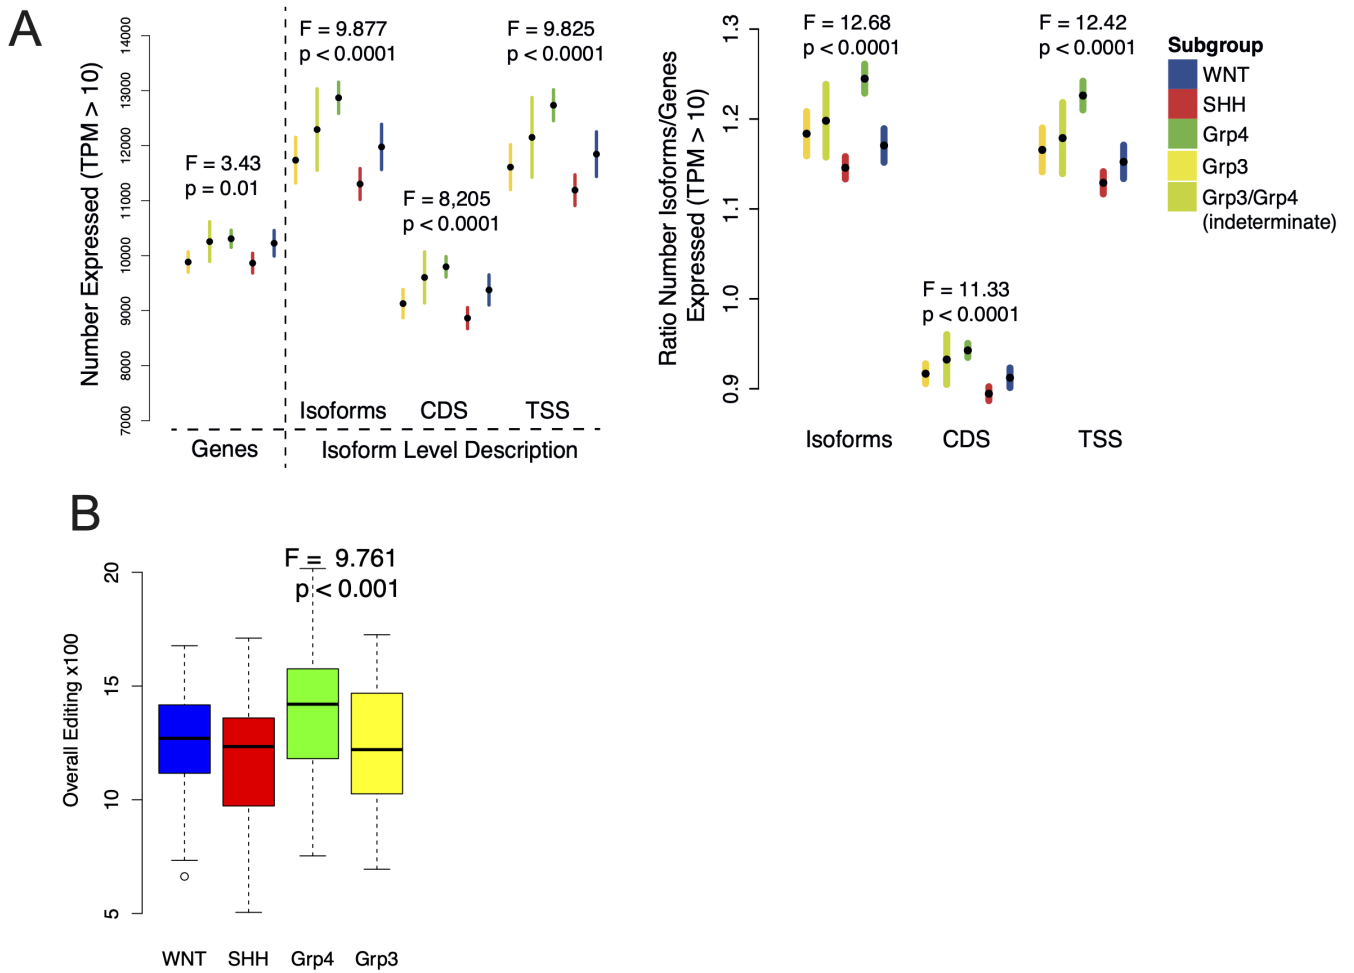 A
Number Expressed (TPM > 10)
14000
13000
12000
11000
10000
9000
8000
7000
F = 3.43
p = 0.01
F = 9.877
p < 0.0001
F = 8,205
p < 0.0001
F = 9.825
p < 0.0001
Isoforms
CDS
TSS
Genes
Isoform Level Description
Ratio Number Isoforms/Genes
Expressed (TPM > 10)
1.3
1.2
1.1
1.0
0.9
F = 12.68
p < 0.0001
F = 11.33
p < 0.0001
F = 12.42
p < 0.0001
Isoforms
CDS
TSS
Subgroup
WNT
SHH
Grp4
Grp3
Grp3/Grp4
(indeterminate)
B
Overall Editing x100
20
15
10
5
F = 9.761
p < 0.001
WNT
SHH
Grp4
Grp3